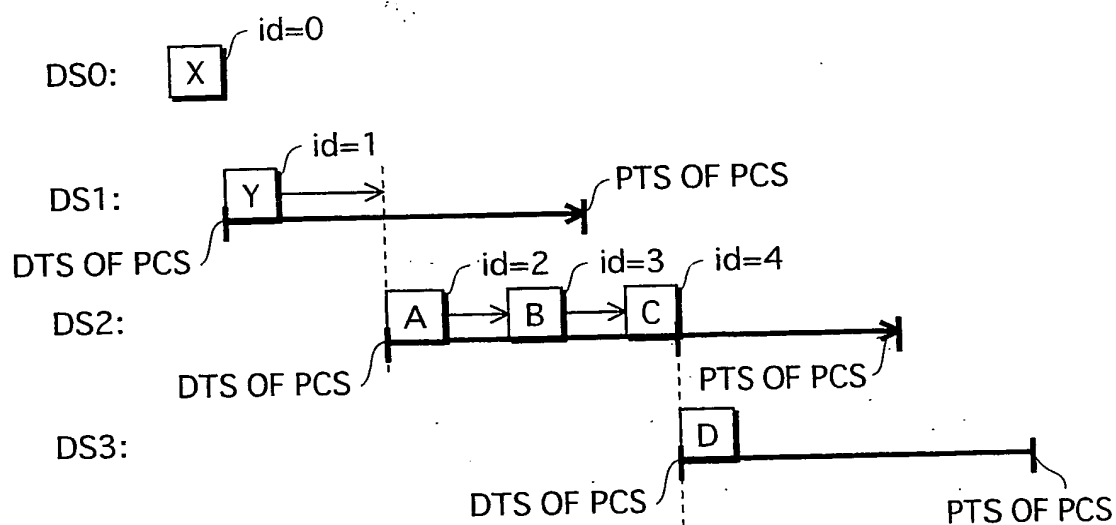 id=0
DS0: X
id=1
DS1: Y PTS OF PCS
DTS OF PCS
id=2 id=3 id=4
DS2: A B C
DTS OF PCS PTS OF PCS
DS3: D
DTS OF PCS PTS OF PCS